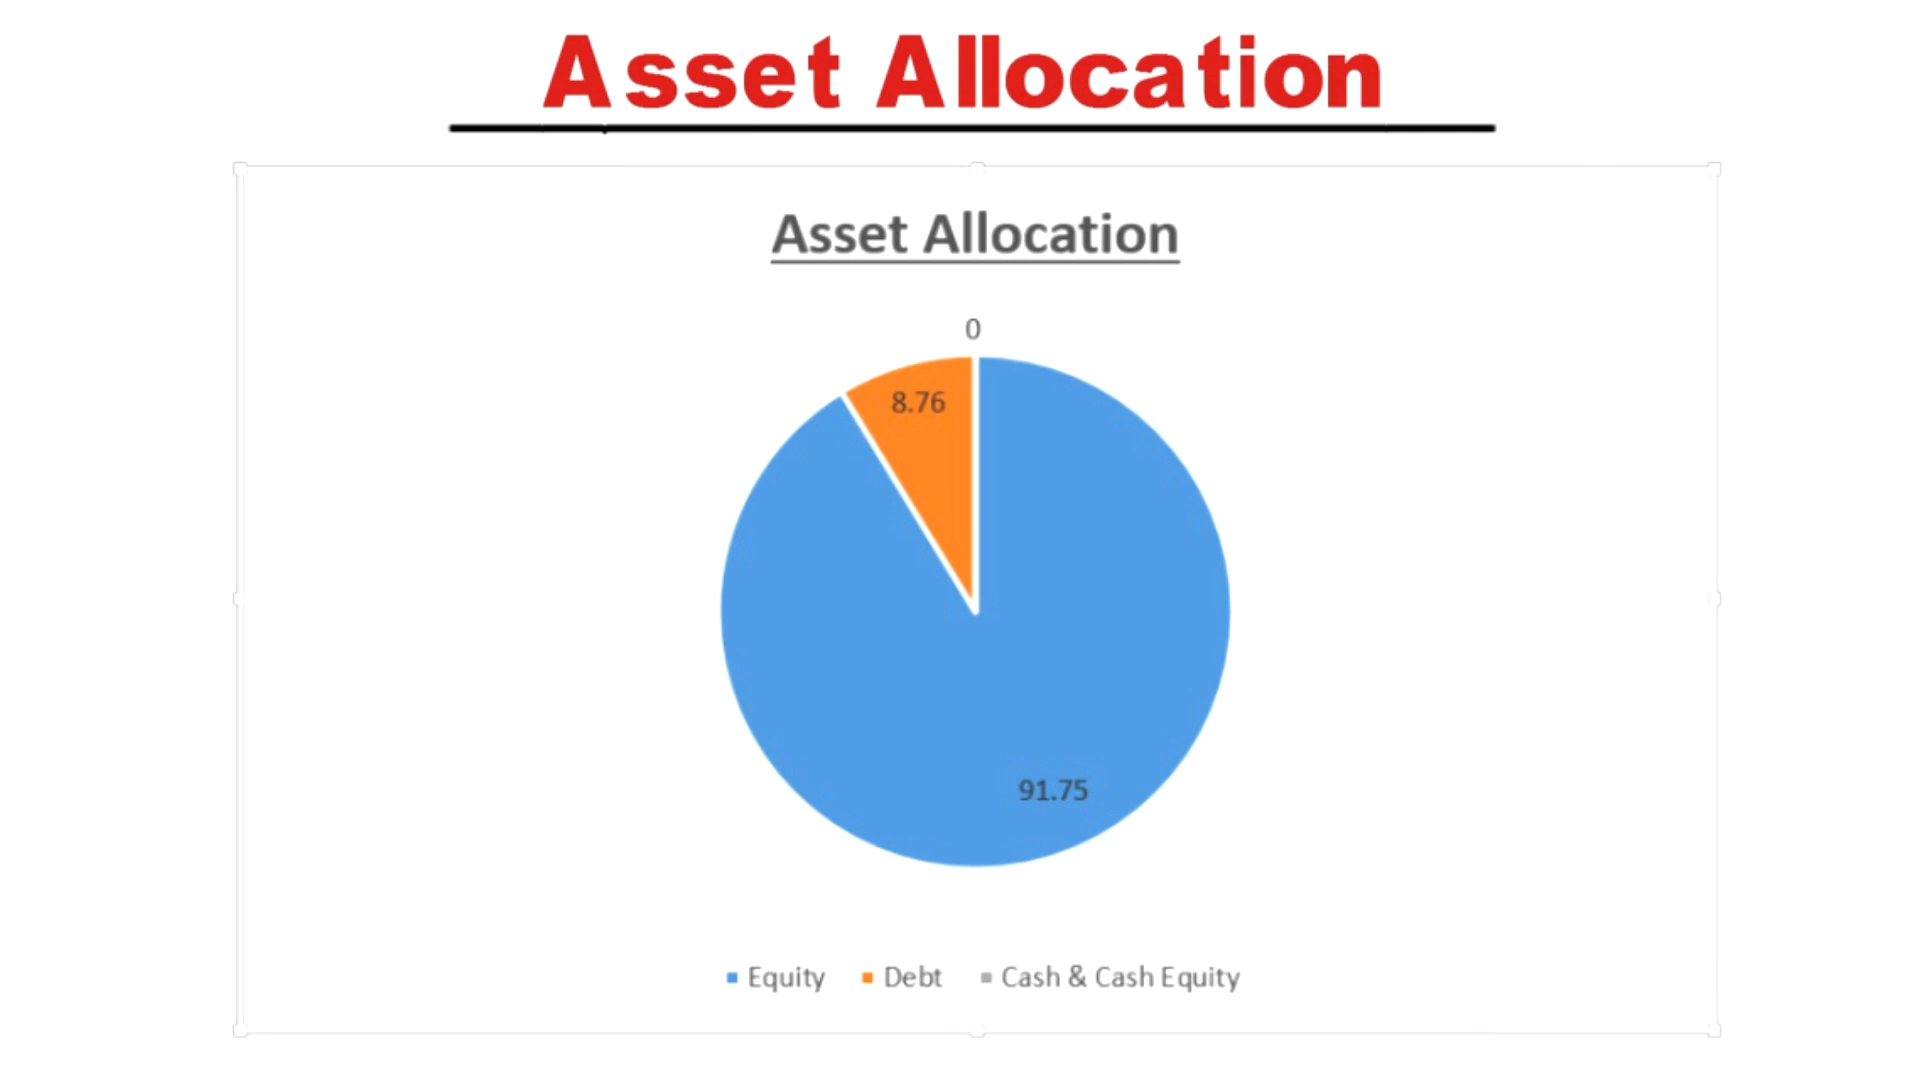 Asset Allocation
Asset Allocation
0
8.76
91.75
Equity Debt Cash & Cash Equity